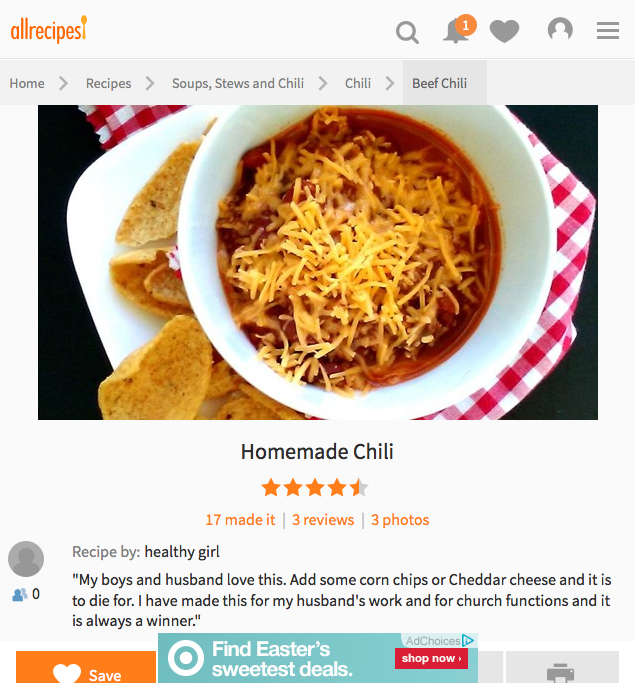 allrecipes
1
Home
Recipes
Soups, Stews and Chili
Chili
Beef Chili
Homemade Chili
17 made it | 3 reviews | 3 photos
Recipe by: healthy girl
0
"My boys and husband love this. Add some corn chips or Cheddar cheese and it is
to die for. I have made this for my husband's work and for church functions and it
is always a winner."
AdChoices
Find Easter's
sweetest deals.
shop now ›
Save